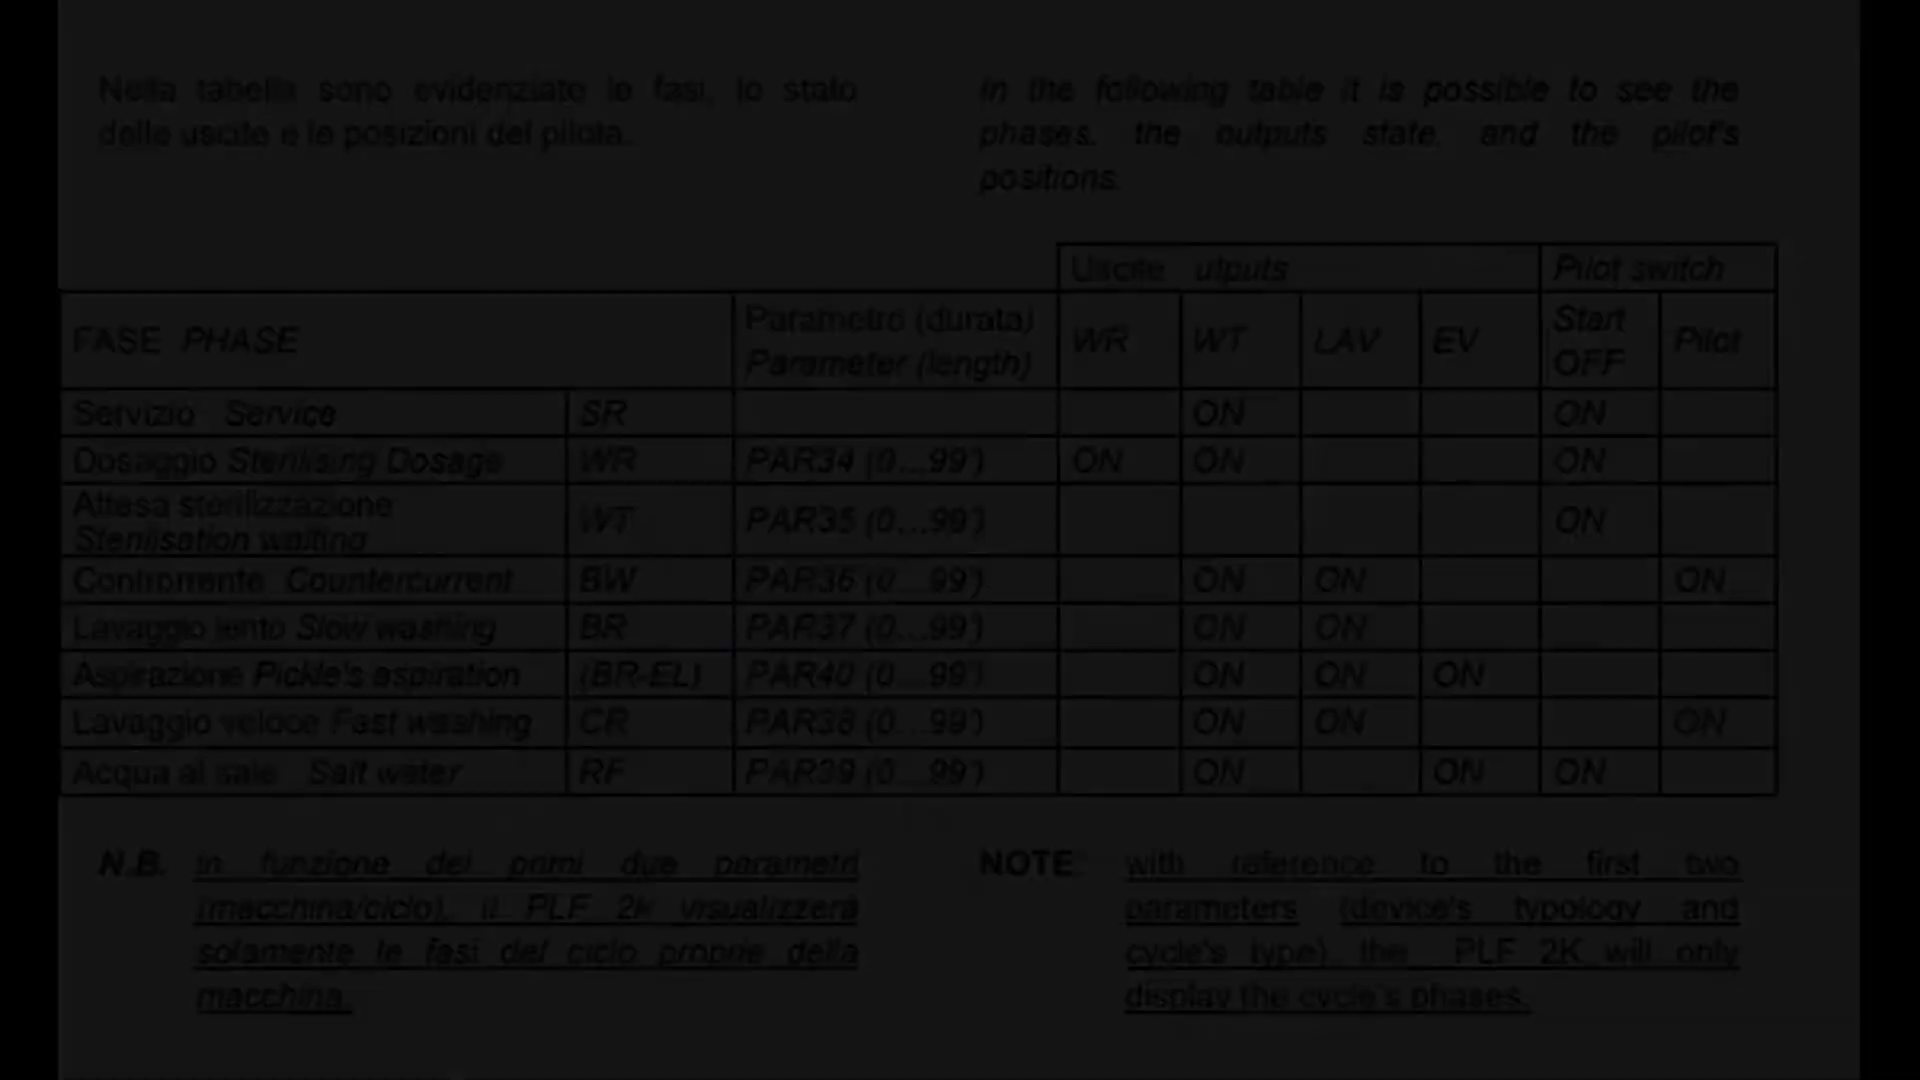 Nella tabella sono evidenziate le fasi, lo stato
delle uscite e le posizioni del pilota.
In the following table it is possible to see the
phases, the outputs state, and the pilot's
positions.
Uscite utputs Pilot switch
FASE PHASE Parametro (durata) Parameter (length) WR WT LAV EV Start OFF Pilot
Servizio Service SR ON ON
Dosaggio Sterilising Dosage WR PAR34 (0...99') ON ON ON
Attesa sterilizzazione
Sterilisation waiting WT PAR35 (0...99') ON
Controrrente Countercurrent BW PAR36 (0...99') ON ON ON
Lavaggio lento Slow washing BR PAR37 (0...99') ON ON
Aspirazione Pickle's aspiration (BR-EL) PAR40 (0...99') ON ON ON
Lavaggio veloce Fast washing CR PAR38 (0...99') ON ON ON
Acqua al sale Salt water RF PAR39 (0...99') ON ON ON
N.B. in funzione dei primi due parametri
(macchina/ciclo), il PLF 2k visualizzerà
solamente le fasi del ciclo proprie della
macchina.
NOTE with reference to the first two
parameters (device's typology and
cycle's type) the PLF 2K will only
display the cycle's phases.